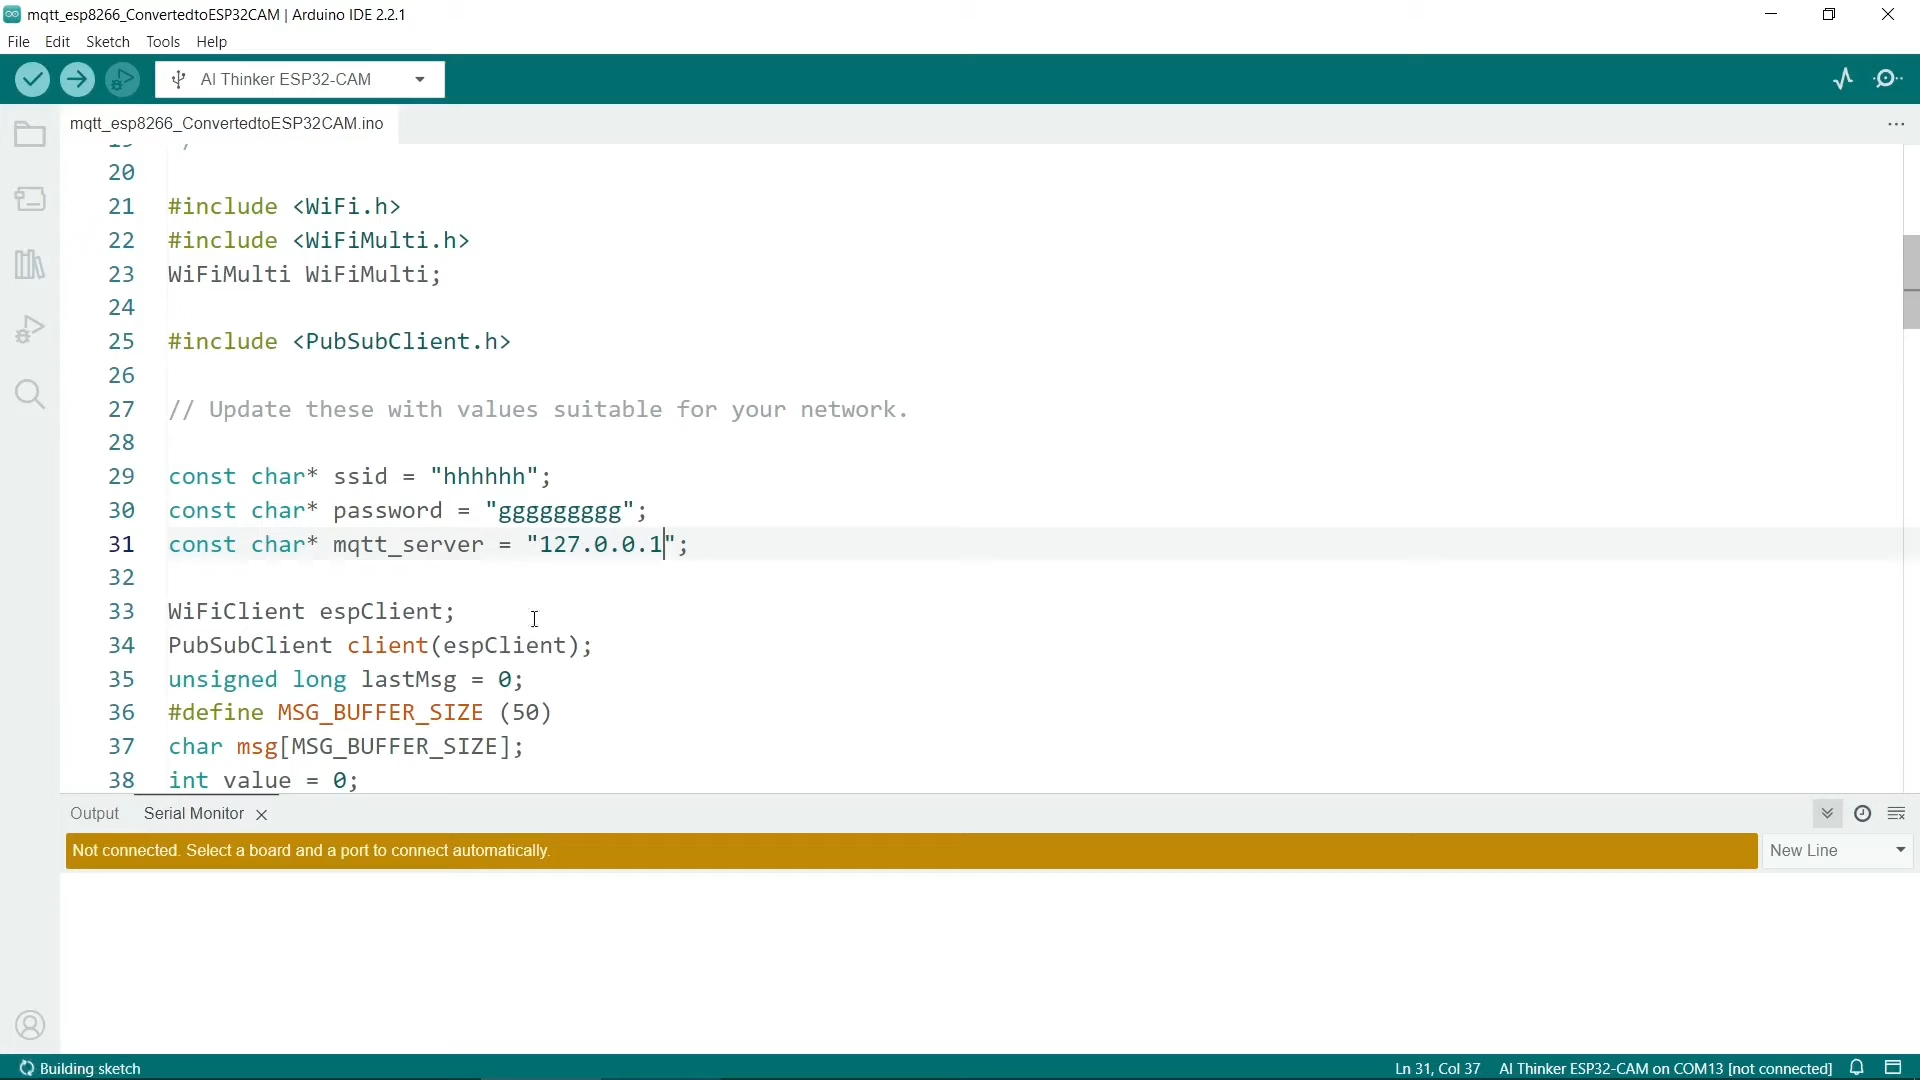 mqtt_esp8266_ConvertedtoESP32CAM | Arduino IDE 2.2.1
File Edit Sketch Tools Help
AI Thinker ESP32-CAM
mqtt_esp8266_ConvertedtoESP32CAM.ino
20
21 #include <WiFi.h>
22 #include <WiFiMulti.h>
23 WiFiMulti WiFiMulti;
24
25 #include <PubSubClient.h>
26
27 // Update these with values suitable for your network.
28
29 const char* ssid = "hhhhhh";
30 const char* password = "ggggggggg";
31 const char* mqtt_server = "127.0.0.1";
32
33 WiFiClient espClient;
34 PubSubClient client(espClient);
35 unsigned long lastMsg = 0;
36 #define MSG_BUFFER_SIZE (50)
37 char msg[MSG_BUFFER_SIZE];
38 int value = 0;
Output Serial Monitor
Not connected. Select a board and a port to connect automatically.
New Line
Building sketch
Ln 31, Col 37 AI Thinker ESP32-CAM on COM13 [not connected]